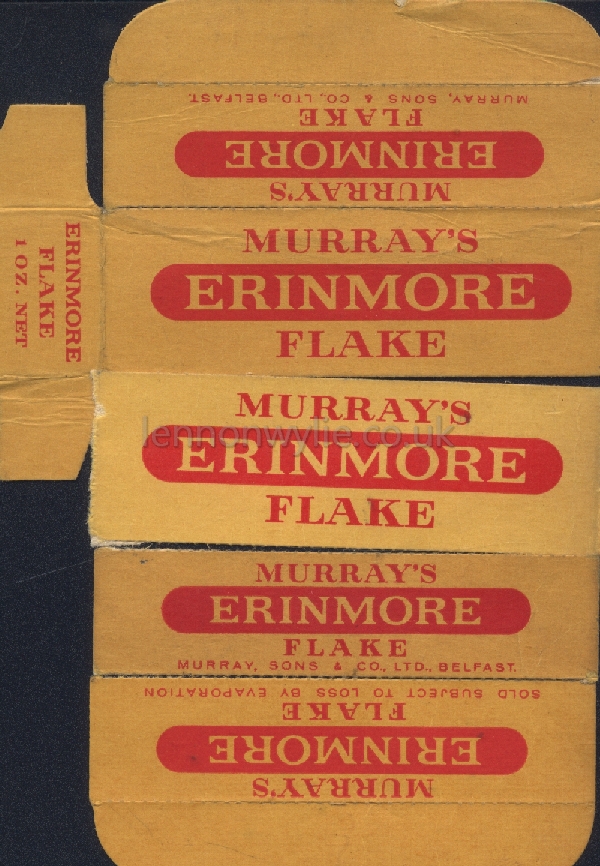 MURRAY, SONS & CO., LTD., BELFAST.
FLAKE
ERINMORE
MURRAY'S
ERINMORE
FLAKE
1 OZ. NET
MURRAY'S
ERINMORE
FLAKE
MURRAY'S
lennonwylie.co.uk
ERINMORE
FLAKE
MURRAY'S
ERINMORE
FLAKE
MURRAY, SONS & CO., LTD., BELFAST.
SOLD SUBJECT TO LOSS BY EVAPORATION
FLAKE
ERINMORE
MURRAY'S